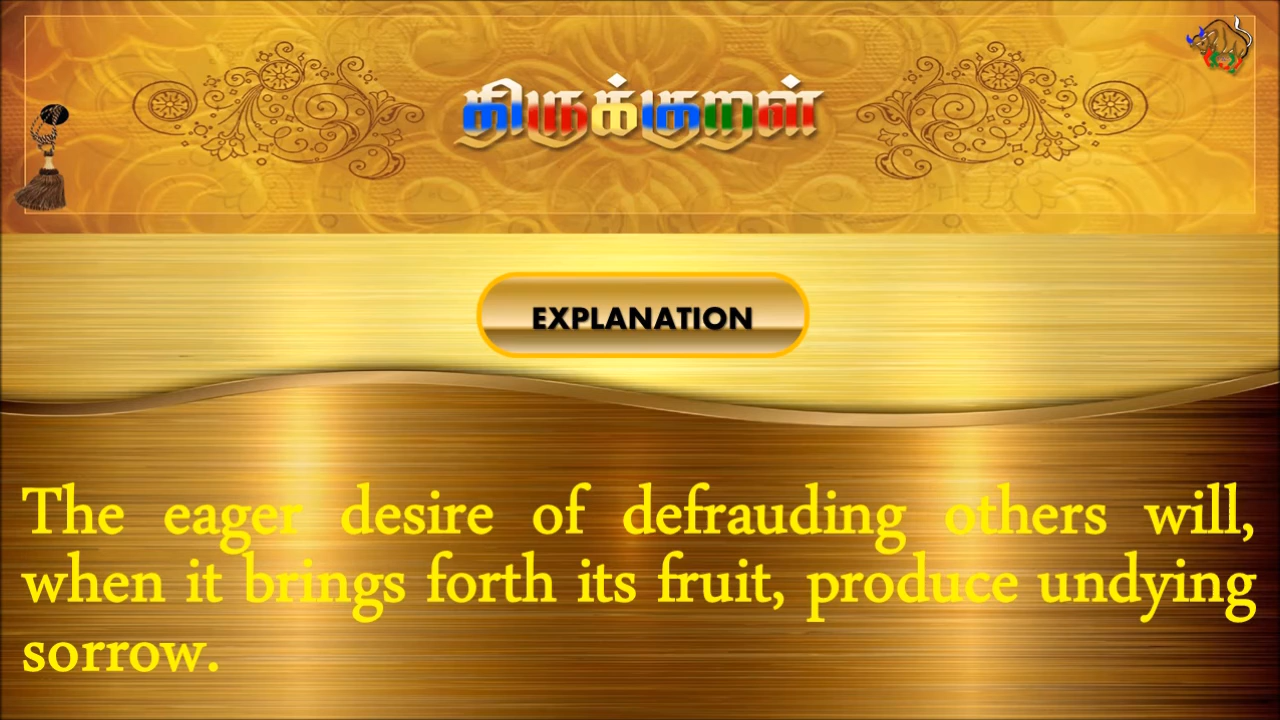 திருக்குறள்
EXPLANATION
The eager desire of defrauding others will,
when it brings forth its fruit, produce undying
sorrow.